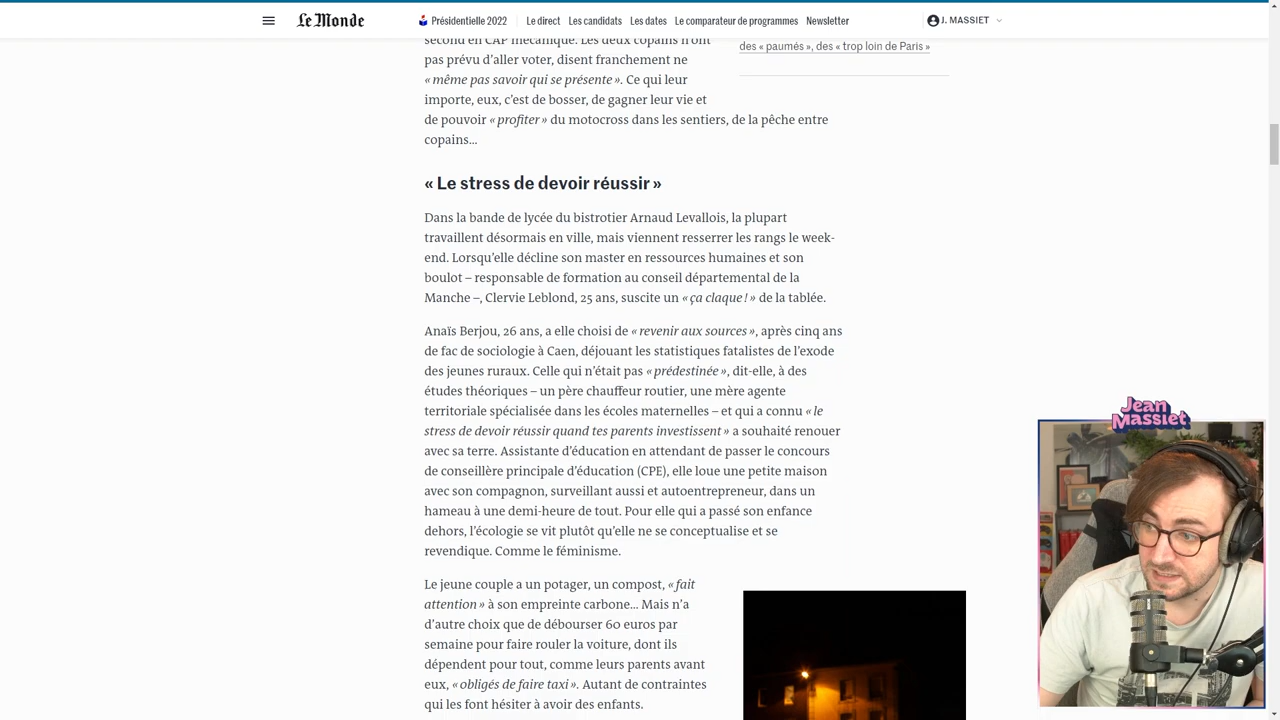 Le Monde
Présidentielle 2022
Le direct
Les candidats
Les dates
Le comparateur de programmes
Newsletter
J. MASSIET
second en CAP mécanique. Les deux copains n'ont
pas prévu d'aller voter, disent franchement ne
« même pas savoir qui se présente ». Ce qui leur
importe, eux, c'est de bosser, de gagner leur vie et
de pouvoir « profiter » du motocross dans les sentiers, de la pêche entre
copains…
des « paumés », des « trop loin de Paris »
« Le stress de devoir réussir »
Dans la bande de lycée du bistrotier Arnaud Levallois, la plupart
travaillent désormais en ville, mais viennent resserrer les rangs le week-
end. Lorsqu'elle décline son master en ressources humaines et son
boulot – responsable de formation au conseil départemental de la
Manche –, Clervie Leblond, 25 ans, suscite un « ça claque ! » de la tablée.
Anaïs Berjou, 26 ans, a elle choisi de « revenir aux sources », après cinq ans
de fac de sociologie à Caen, déjouant les statistiques fatalistes de l'exode
des jeunes ruraux. Celle qui n'était pas « prédestinée », dit-elle, à des
études théoriques – un père chauffeur routier, une mère agente
territoriale spécialisée dans les écoles maternelles – et qui a connu « le
stress de devoir réussir quand tes parents investissent » a souhaité renouer
avec sa terre. Assistante d'éducation en attendant de passer le concours
de conseillère principale d'éducation (CPE), elle loue une petite maison
avec son compagnon, surveillant aussi et autoentrepreneur, dans un
hameau à une demi-heure de tout. Pour elle qui a passé son enfance
dehors, l'écologie se vit plutôt qu'elle ne se conceptualise et se
revendique. Comme le féminisme.
Le jeune couple a un potager, un compost, « fait
attention » à son empreinte carbone… Mais n'a
d'autre choix que de débourser 60 euros par
semaine pour faire rouler la voiture, dont ils
dépendent pour tout, comme leurs parents avant
eux, « obligés de faire taxi ». Autant de contraintes
qui les font hésiter à avoir des enfants.
Jean
Massiet